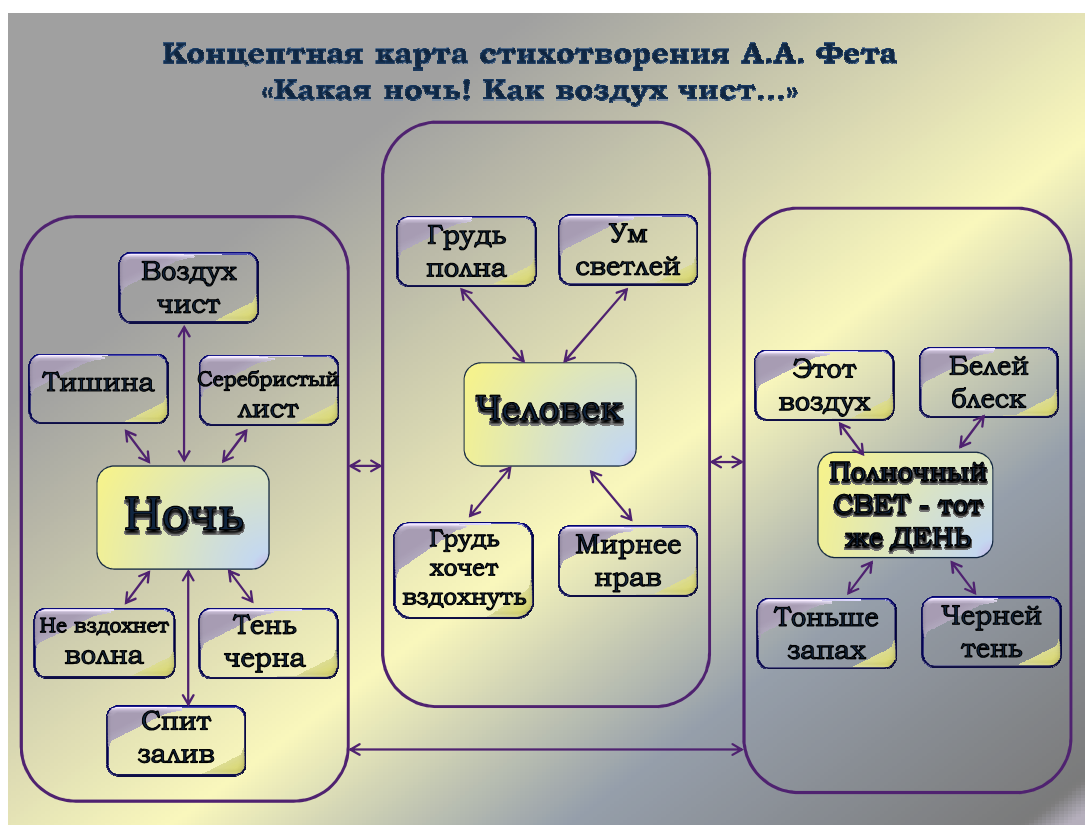 Концептная карта стихотворения А.А. Фета
«Какая ночь! Как воздух чист...»
Воздух
чист
Тишина
Серебристый
лист
Ночь
Не вздохнет
волна
Тень
черна
Спит
залив
Грудь
полна
Ум
светлей
Человек
Грудь
хочет
вздохнуть
Мирнее
нрав
Этот
воздух
Белей
блеск
Полночный
СВЕТ - тот
же ДЕНЬ
Тоньше
запах
Черней
тень